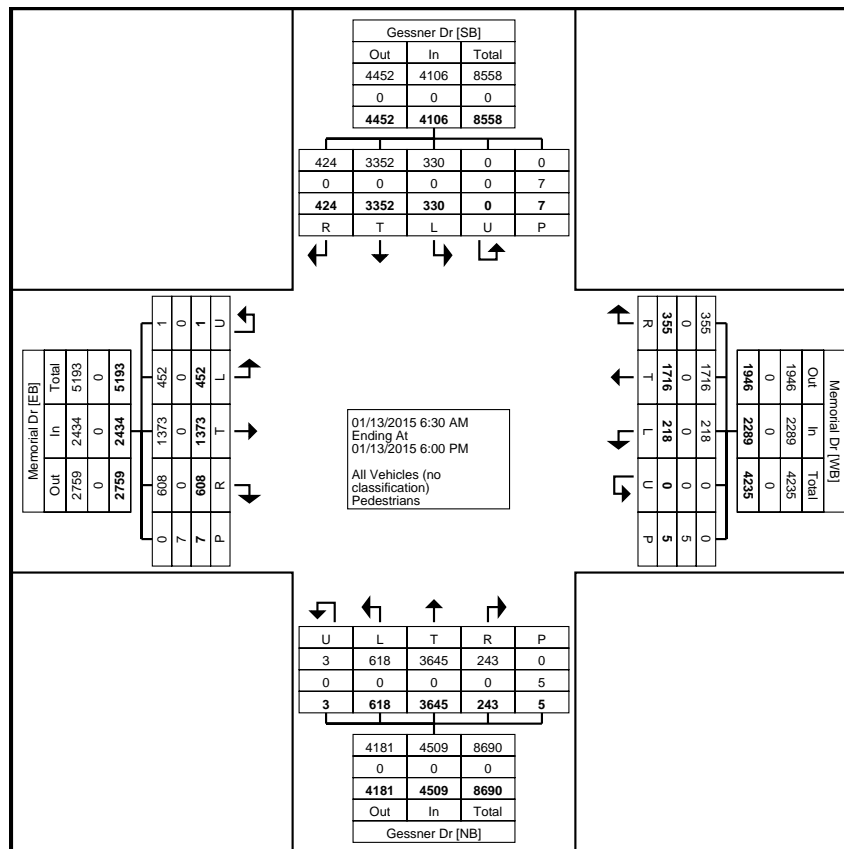 Gessner Dr [SB]
Out In Total
4452 4106 8558
0 0 0
4452 4106 8558
424 3352 330 0 0
0 0 0 0 7
424 3352 330 0 7
R T L U P
Memorial Dr [EB]
Total In Out
5193 2434 2759
0 0 0
5193 2434 2759
1 452 1373 608 0
0 0 0 0 7
1 452 1373 608 7
U L T R P
01/13/2015 6:30 AM
Ending At
01/13/2015 6:00 PM
All Vehicles (no
classification)
Pedestrians
R T L U P
355 1716 218 0 5
0 0 0 0 5
355 1716 218 0 0
1946 2289 4235
0 0 0
1946 2289 4235
Out In Total
Memorial Dr [WB]
U L T R P
3 618 3645 243 0
0 0 0 0 5
3 618 3645 243 5
4181 4509 8690
0 0 0
4181 4509 8690
Out In Total
Gessner Dr [NB]